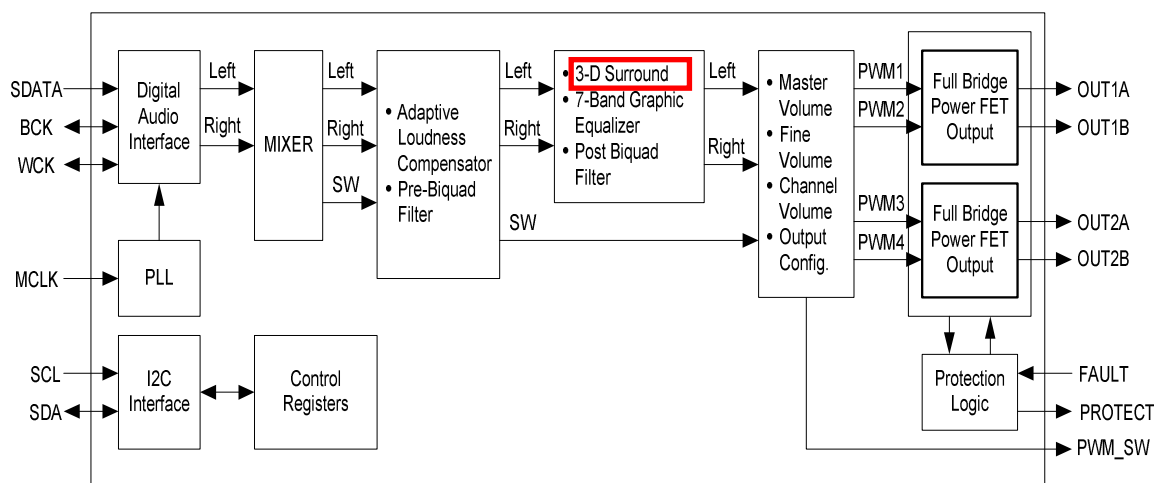 SDATA
BCK
WCK
MCLK
SCL
SDA
Digital
Audio
Interface
PLL
I2C
Interface
Control
Registers
Left
Right
MIXER
Left
Right
SW
• Adaptive
Loudness
Compensator
• Pre-Biquad
Filter
Left
Right
SW
• 3-D Surround
• 7-Band Graphic
Equalizer
• Post Biquad
Filter
Left
Right
• Master
Volume
• Fine
Volume
• Channel
Volume
• Output
Config.
PWM1
PWM2
PWM3
PWM4
Full Bridge
Power FET
Output
Full Bridge
Power FET
Output
Protection
Logic
OUT1A
OUT1B
OUT2A
OUT2B
FAULT
PROTECT
PWM_SW